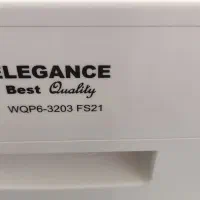 ELEGANCE
Best Quality
WQP6-3203 FS21